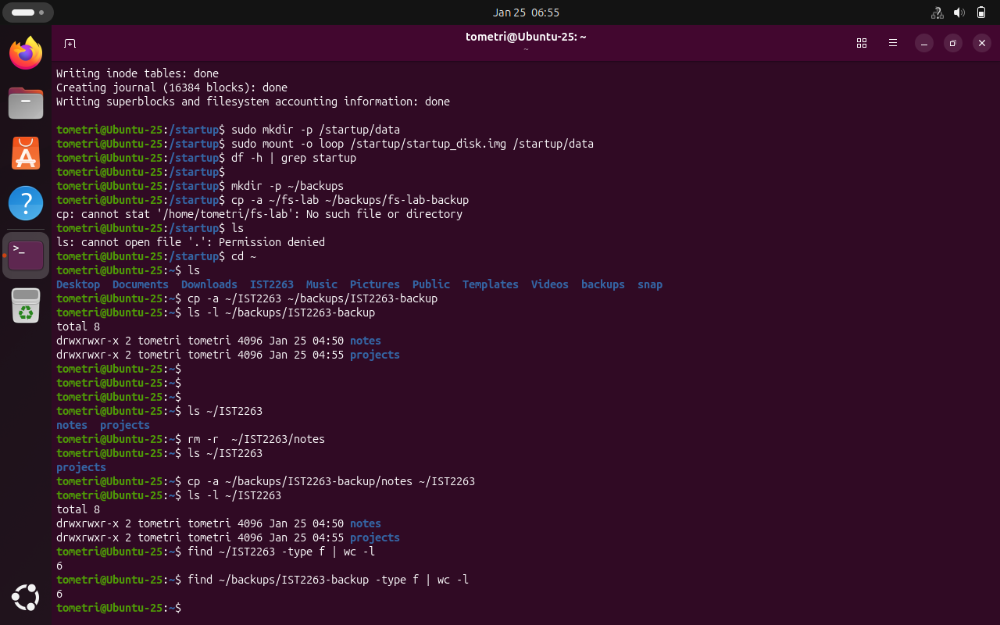 Jan 25 06:55
tometri@Ubuntu-25: ~
~
Writing inode tables: done
Creating journal (16384 blocks): done
Writing superblocks and filesystem accounting information: done
tometri@Ubuntu-25:/startup$ sudo mkdir -p /startup/data
tometri@Ubuntu-25:/startup$ sudo mount -o loop /startup/startup_disk.img /startup/data
tometri@Ubuntu-25:/startup$ df -h | grep startup
tometri@Ubuntu-25:/startup$
tometri@Ubuntu-25:/startup$ mkdir -p ~/backups
tometri@Ubuntu-25:/startup$ cp -a ~/fs-lab ~/backups/fs-lab-backup
cp: cannot stat '/home/tometri/fs-lab': No such file or directory
tometri@Ubuntu-25:/startup$ ls
ls: cannot open file '.': Permission denied
tometri@Ubuntu-25:/startup$ cd ~
tometri@Ubuntu-25:~$ ls
Desktop Documents Downloads IST2263 Music Pictures Public Templates Videos backups snap
tometri@Ubuntu-25:~$ cp -a ~/IST2263 ~/backups/IST2263-backup
tometri@Ubuntu-25:~$ ls -l ~/backups/IST2263-backup
total 8
drwxrwxr-x 2 tometri tometri 4096 Jan 25 04:50 notes
drwxrwxr-x 2 tometri tometri 4096 Jan 25 04:55 projects
tometri@Ubuntu-25:~$
tometri@Ubuntu-25:~$
tometri@Ubuntu-25:~$
tometri@Ubuntu-25:~$ ls ~/IST2263
notes projects
tometri@Ubuntu-25:~$ rm -r  ~/IST2263/notes
tometri@Ubuntu-25:~$ ls ~/IST2263
projects
tometri@Ubuntu-25:~$ cp -a ~/backups/IST2263-backup/notes ~/IST2263
tometri@Ubuntu-25:~$ ls -l ~/IST2263
total 8
drwxrwxr-x 2 tometri tometri 4096 Jan 25 04:50 notes
drwxrwxr-x 2 tometri tometri 4096 Jan 25 04:55 projects
tometri@Ubuntu-25:~$ find ~/IST2263 -type f | wc -l
6
tometri@Ubuntu-25:~$ find ~/backups/IST2263-backup -type f | wc -l
6
tometri@Ubuntu-25:~$